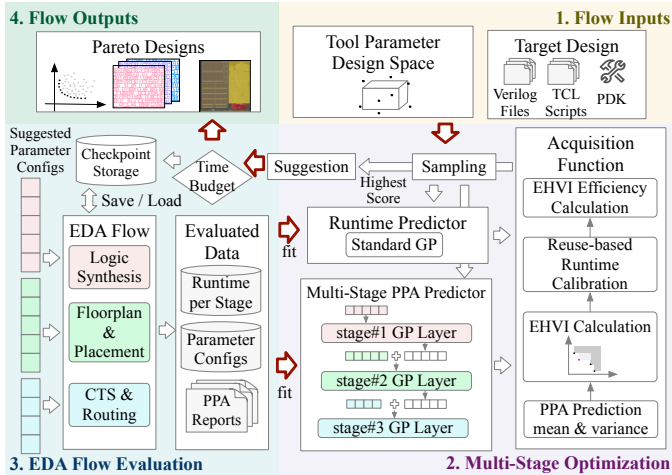 4. Flow Outputs
Pareto Designs
1. Flow Inputs
Tool Parameter
Design Space
Target Design
Verilog
Files
TCL
Scripts
PDK
Suggested
Parameter
Configs
Checkpoint
Storage
Time
Budget
Suggestion
Highest
Score
Sampling
Acquisition
Function
EHVI Efficiency
Calculation
Reuse-based
Runtime
Calibration
EHVI Calculation
PPA Prediction
mean & variance
Save / Load
EDA Flow
Logic
Synthesis
Floorplan
&
Placement
CTS
& Routing
Evaluated
Data
Runtime
per Stage
Parameter
Configs
PPA
Reports
fit
fit
Runtime Predictor
Standard GP
Multi-Stage PPA Predictor
stage#1 GP Layer
stage#2 GP Layer
stage#3 GP Layer
3. EDA Flow Evaluation
2. Multi-Stage Optimization